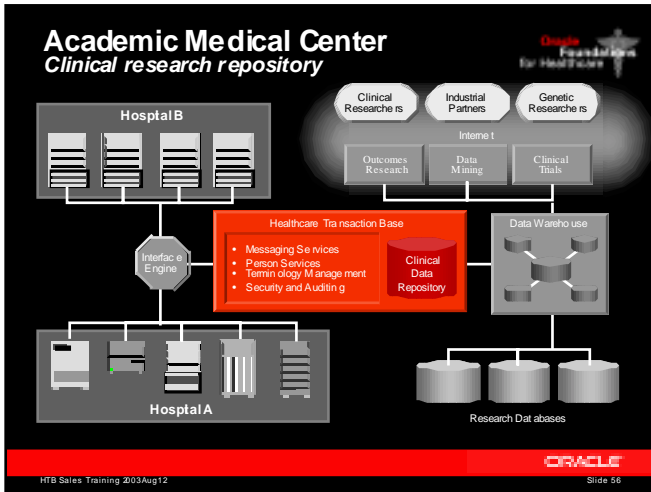 Academic Medical Center
Clinical research repository
Oracle
Foundations
for Healthcare
Clinical
Researchers
Industrial
Partners
Genetic
Researchers
Internet
Outcomes
Research
Data
Mining
Clinical
Trials
Hosptal B
Healthcare Transaction Base
• Messaging Services
• Person Services
• Terminology Management
• Security and Auditing
Clinical
Data
Repository
Data Warehouse
Interface
Engine
Hosptal A
Research Databases
ORACLE
HTB Sales Training 2003Aug12
Slide 56